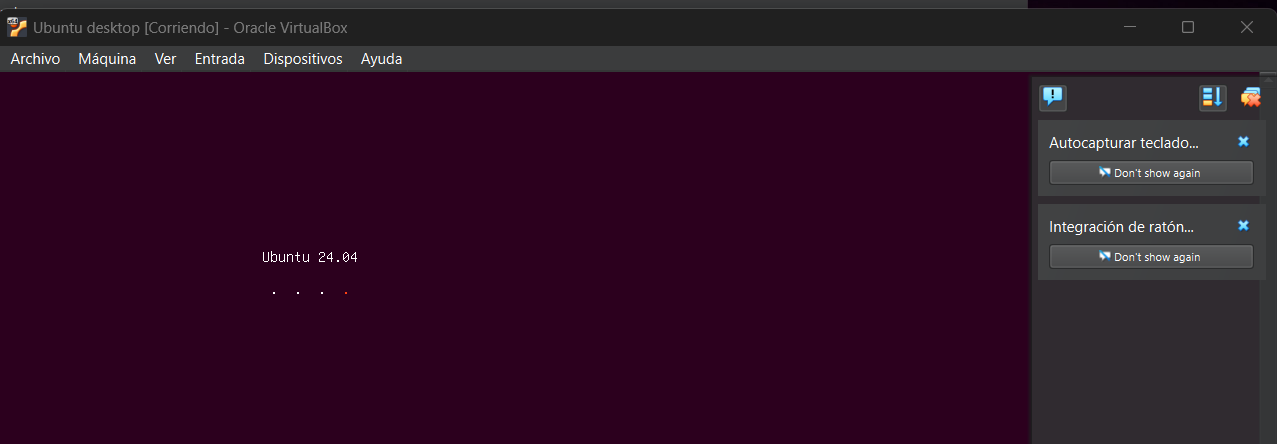 Ubuntu desktop [Corriendo] - Oracle VirtualBox
Archivo Máquina Ver Entrada Dispositivos Ayuda
Autocapturar teclado...
Don't show again
Integración de ratón...
Don't show again
Ubuntu 24.04
. . . .